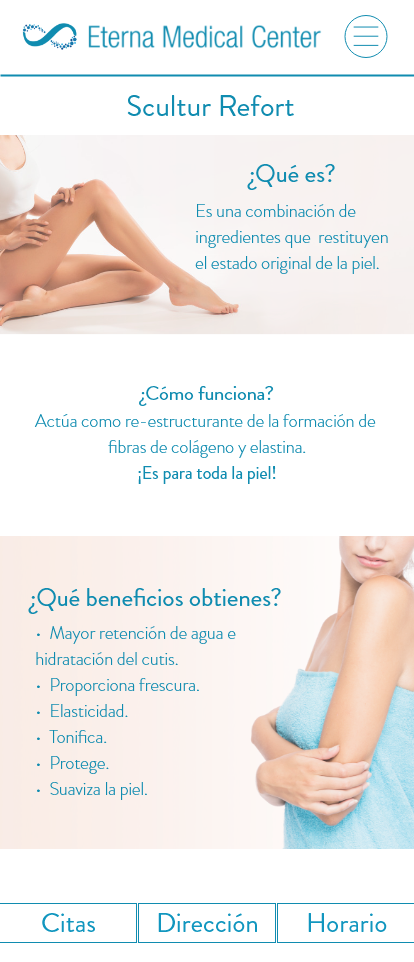 Eterna Medical Center
Scultur Refort
¿Qué es?
Es una combinación de
ingredientes que restituyen
el estado original de la piel.
¿Cómo funciona?
Actúa como re-estructurante de la formación de
fibras de colágeno y elastina.
¡Es para toda la piel!
¿Qué beneficios obtienes?
• Mayor retención de agua e
hidratación del cutis.
• Proporciona frescura.
• Elasticidad.
• Tonifica.
• Protege.
• Suaviza la piel.
Citas
Dirección
Horario